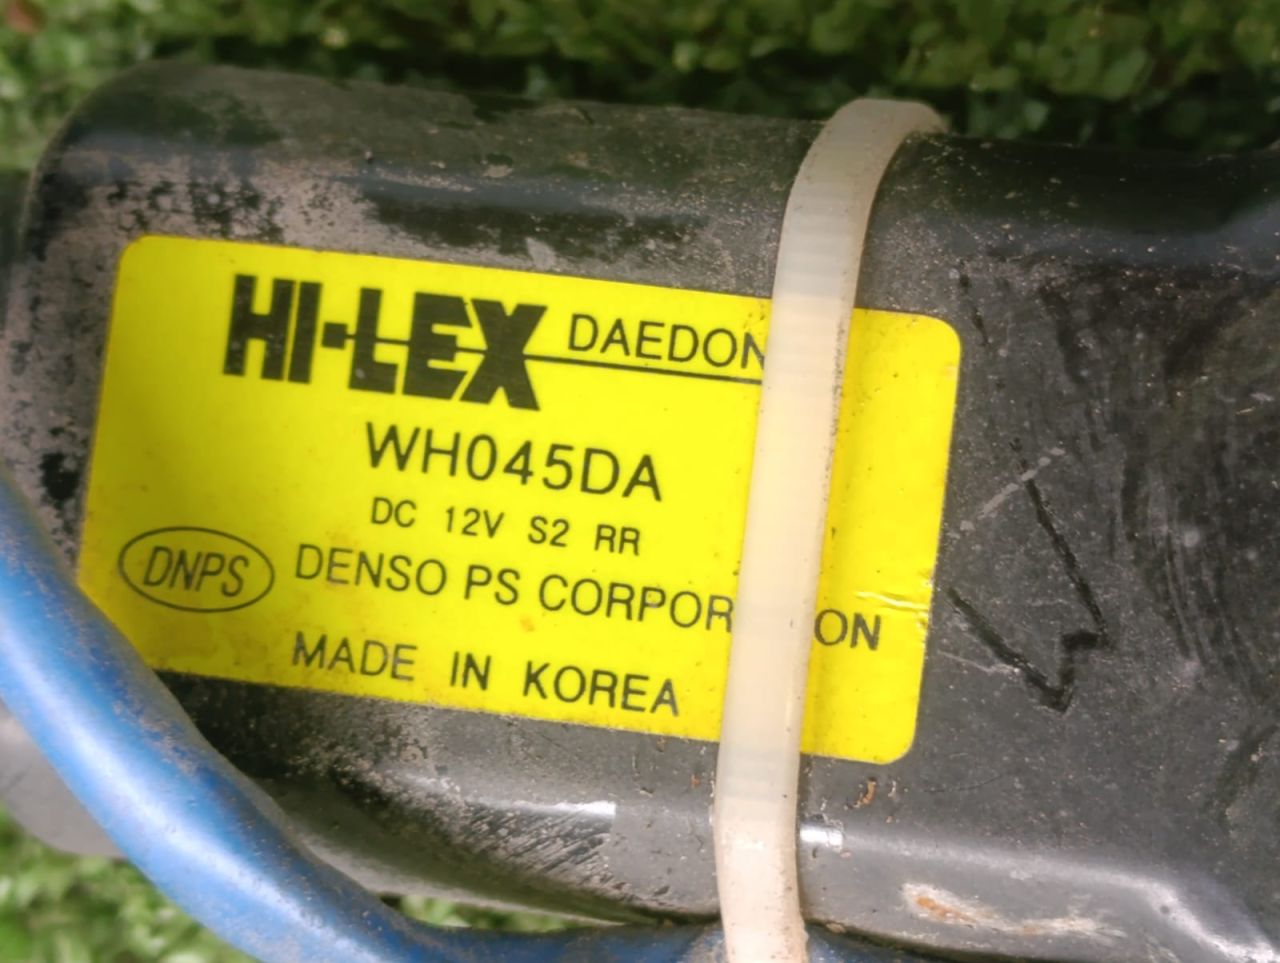 HI-LEX DAEDON
WH045DA
DC 12V S2 RR
DNPS DENSO PS CORPOR ON
MADE IN KOREA